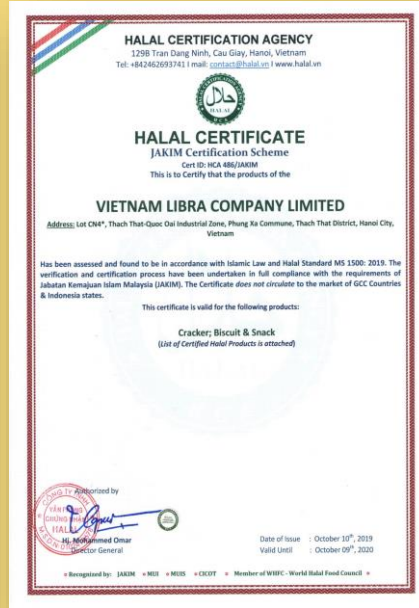 HALAL CERTIFICATION AGENCY
129B Tran Dang Ninh, Cau Giay, Hanoi, Vietnam
Tel: +842462693741 I mail: contact@halal.vn I www.halal.vn
حلال
HALAL
HCA
HALAL CERTIFICATE
JAKIM Certification Scheme
Cert ID: HCA 486/JAKIM
This is to Certify that the products of the
VIETNAM LIBRA COMPANY LIMITED
Address: Lot CN4*, Thach That-Quoc Oai Industrial Zone, Phung Xa Commune, Thach That District, Hanoi City,
Vietnam
Has been assessed and found to be in accordance with Islamic Law and Halal Standard MS 1500: 2019. The
verification and certification process have been undertaken in full compliance with the requirements of
Jabatan Kemajuan Islam Malaysia (JAKIM). The Certificate does not circulate to the market of GCC Countries
& Indonesia states.
This certificate is valid for the following products:
Cracker; Biscuit & Snack
(List of Certified Halal Products is attached)
Authorized by
HALAL
Hj. Mohammed Omar
Director General
Date of Issue : October 10th, 2019
Valid Until : October 09th, 2020
Recognized by: JAKIM MUI MUIS CICOT Member of WHFC - World Halal Food Council